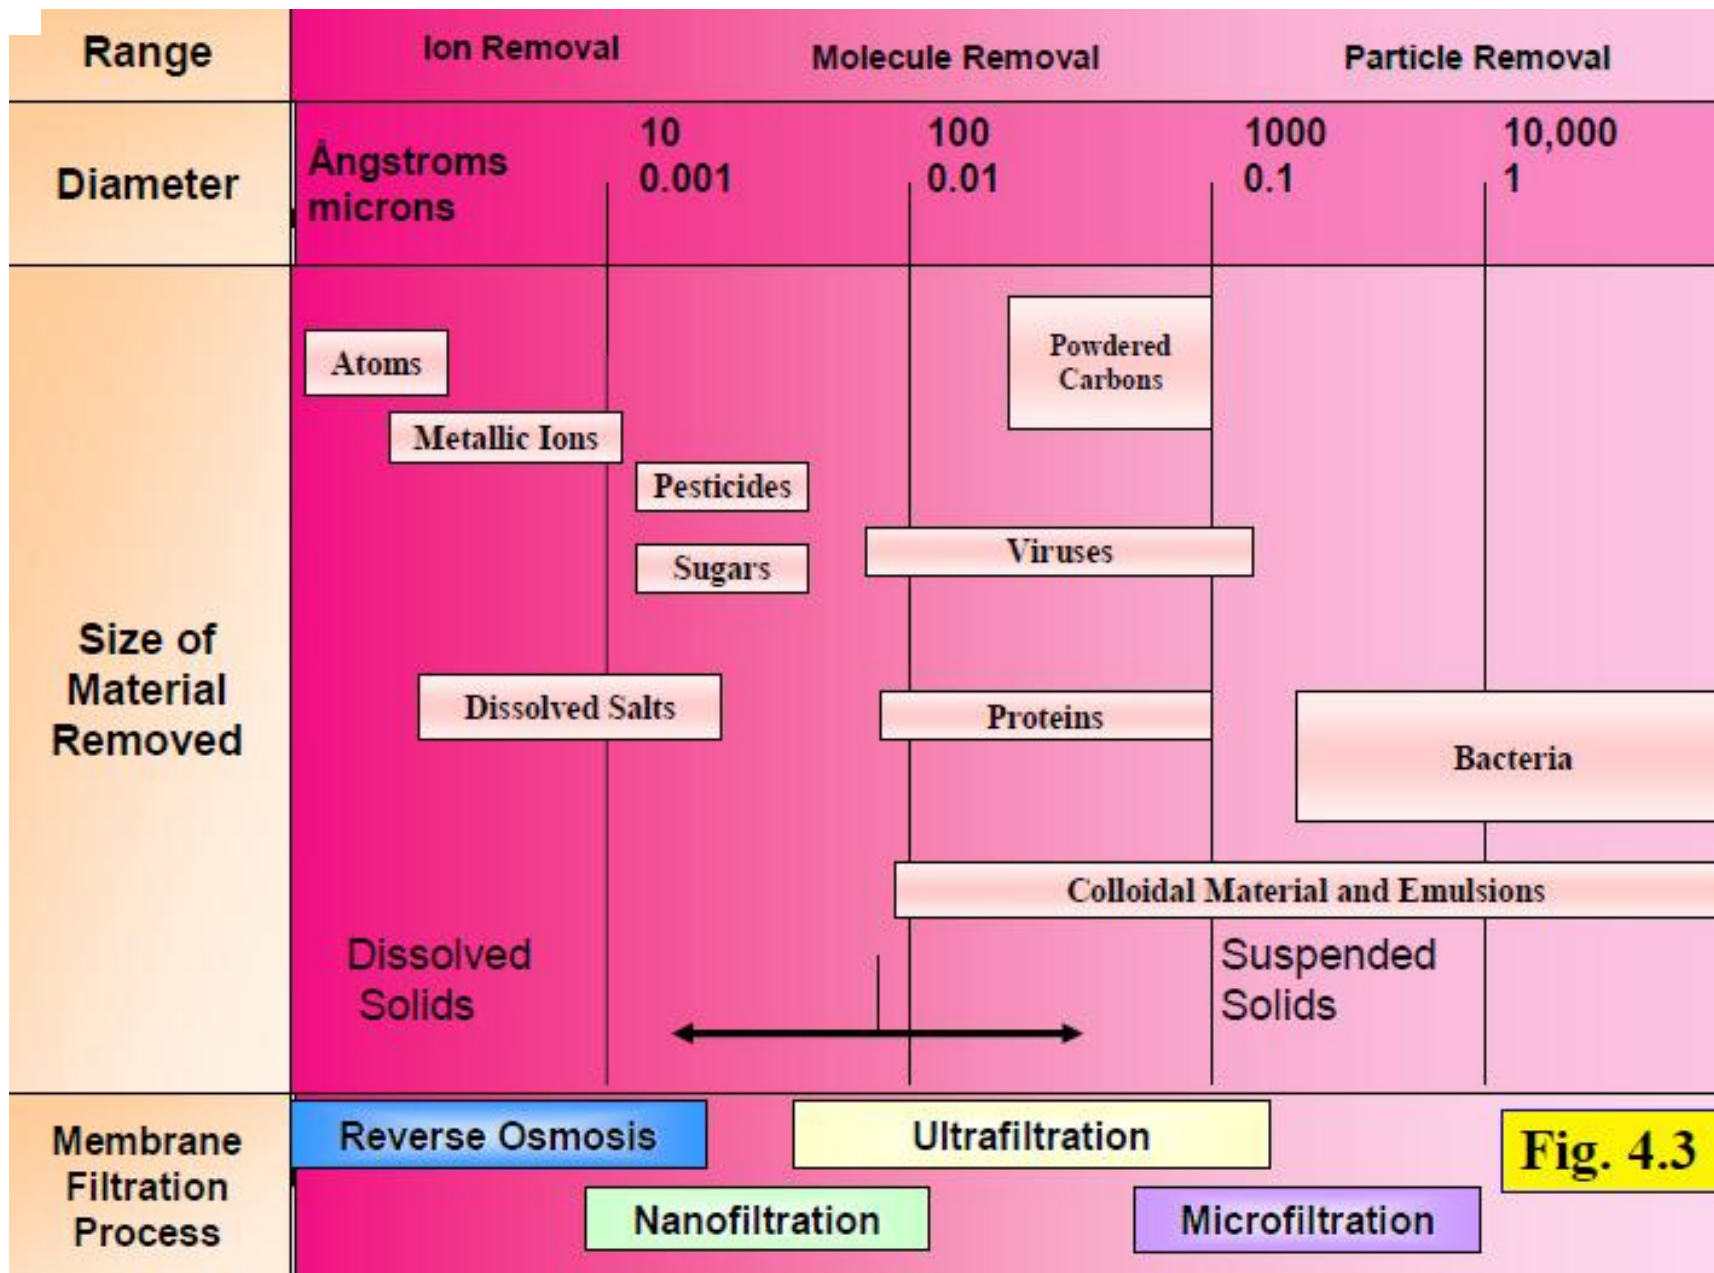 Range
Ion Removal
Molecule Removal
Particle Removal
Diameter
Ångstroms
microns
10
0.001
100
0.01
1000
0.1
10,000
1
Size of
Material
Removed
Atoms
Powdered
Carbons
Metallic Ions
Pesticides
Viruses
Sugars
Dissolved Salts
Proteins
Bacteria
Colloidal Material and Emulsions
Dissolved
Solids
Suspended
Solids
Membrane
Filtration
Process
Reverse Osmosis
Ultrafiltration
Nanofiltration
Microfiltration
Fig. 4.3